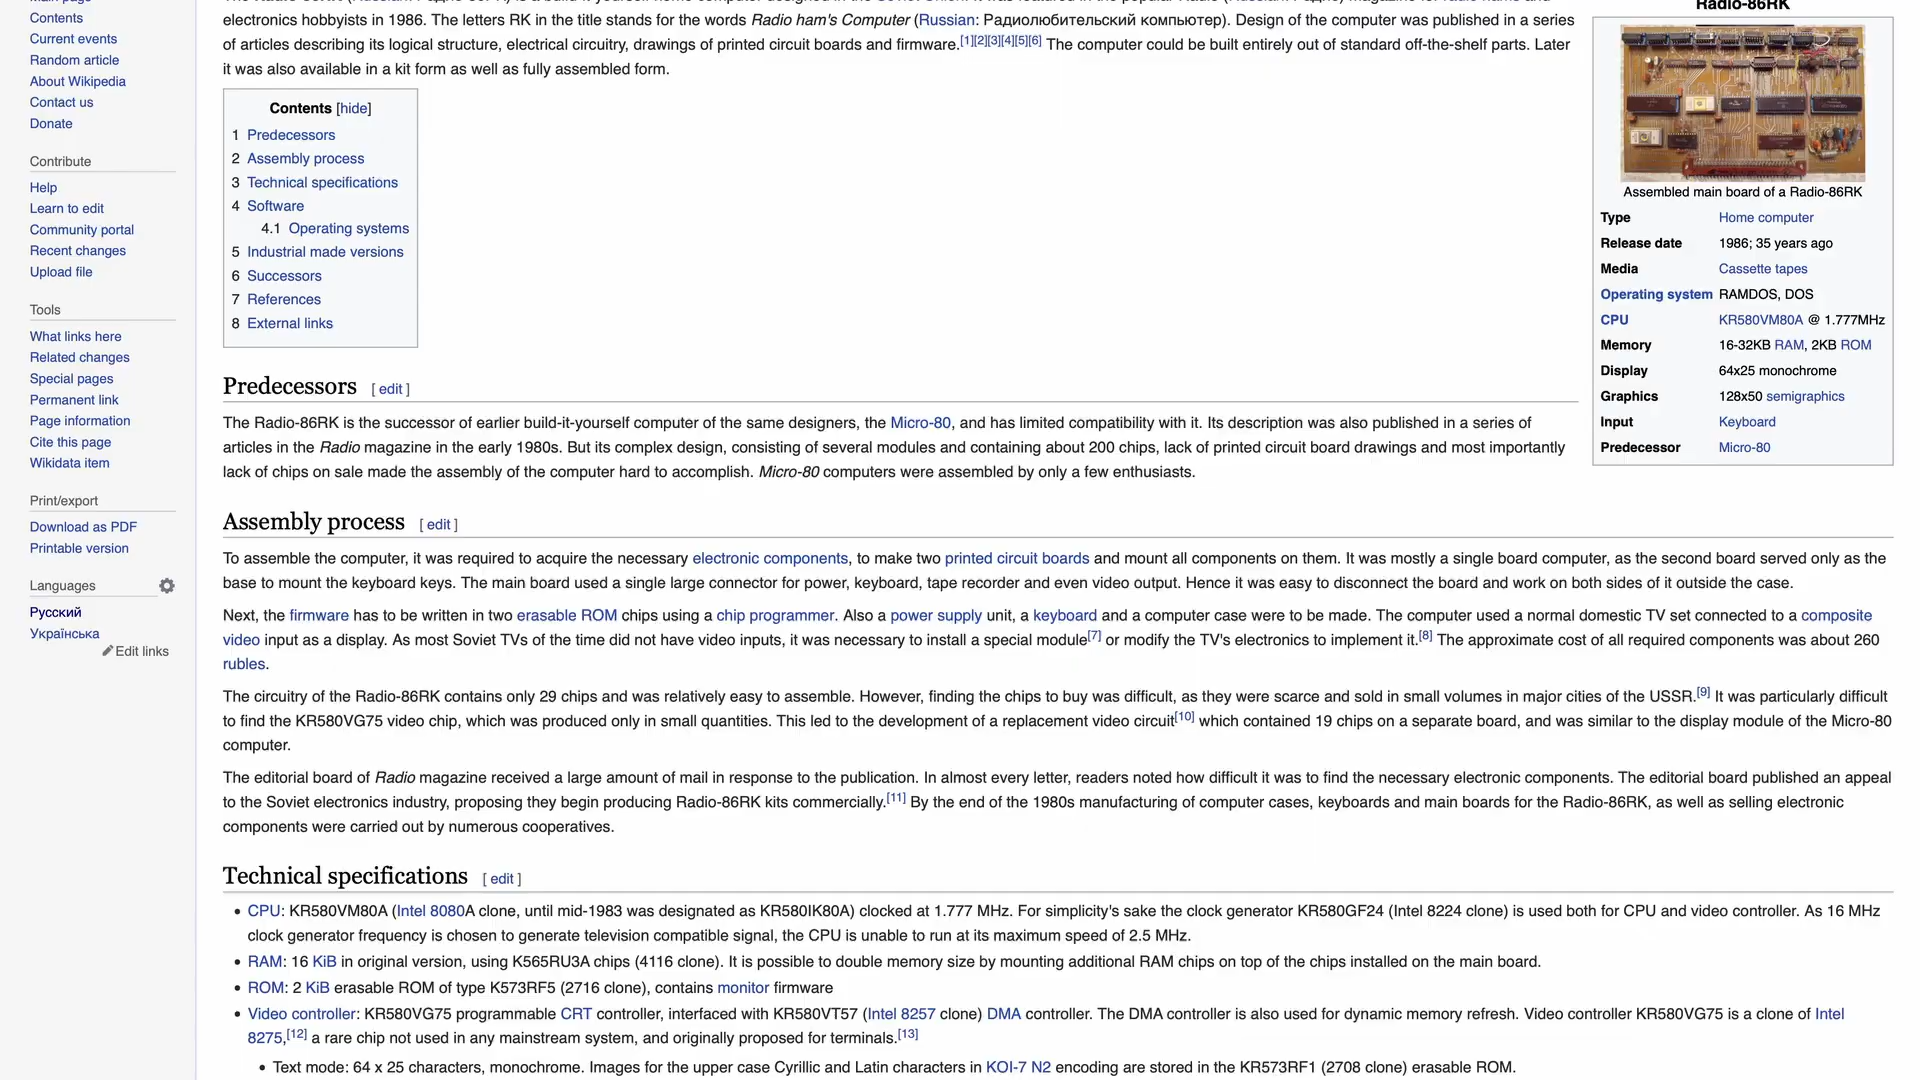 Main page
Contents
Current events
Random article
About Wikipedia
Contact us
Donate
Contribute
Help
Learn to edit
Community portal
Recent changes
Upload file
Tools
What links here
Related changes
Special pages
Permanent link
Page information
Cite this page
Wikidata item
Print/export
Download as PDF
Printable version
Languages
Русский
Українська
Edit links
electronics hobbyists in 1986. The letters RK in the title stands for the words Radio ham's Computer (Russian: Радиолюбительский компьютер). Design of the computer was published in a series
of articles describing its logical structure, electrical circuitry, drawings of printed circuit boards and firmware.[1][2][3][4][5][6] The computer could be built entirely out of standard off-the-shelf parts. Later
it was also available in a kit form as well as fully assembled form.
Contents [hide]
1 Predecessors
2 Assembly process
3 Technical specifications
4 Software
4.1 Operating systems
5 Industrial made versions
6 Successors
7 References
8 External links
Radio-86RK
Assembled main board of a Radio-86RK
Type Home computer
Release date 1986; 35 years ago
Media Cassette tapes
Operating system RAMDOS, DOS
CPU KR580VM80A @ 1.777MHz
Memory 16-32KB RAM, 2KB ROM
Display 64x25 monochrome
Graphics 128x50 semigraphics
Input Keyboard
Predecessor Micro-80
Predecessors [ edit ]
The Radio-86RK is the successor of earlier build-it-yourself computer of the same designers, the Micro-80, and has limited compatibility with it. Its description was also published in a series of
articles in the Radio magazine in the early 1980s. But its complex design, consisting of several modules and containing about 200 chips, lack of printed circuit board drawings and most importantly
lack of chips on sale made the assembly of the computer hard to accomplish. Micro-80 computers were assembled by only a few enthusiasts.
Assembly process [ edit ]
To assemble the computer, it was required to acquire the necessary electronic components, to make two printed circuit boards and mount all components on them. It was mostly a single board computer, as the second board served only as the
base to mount the keyboard keys. The main board used a single large connector for power, keyboard, tape recorder and even video output. Hence it was easy to disconnect the board and work on both sides of it outside the case.
Next, the firmware has to be written in two erasable ROM chips using a chip programmer. Also a power supply unit, a keyboard and a computer case were to be made. The computer used a normal domestic TV set connected to a composite
video input as a display. As most Soviet TVs of the time did not have video inputs, it was necessary to install a special module[7] or modify the TV's electronics to implement it.[8] The approximate cost of all required components was about 260
rubles.
The circuitry of the Radio-86RK contains only 29 chips and was relatively easy to assemble. However, finding the chips to buy was difficult, as they were scarce and sold in small volumes in major cities of the USSR.[9] It was particularly difficult
to find the KR580VG75 video chip, which was produced only in small quantities. This led to the development of a replacement video circuit[10] which contained 19 chips on a separate board, and was similar to the display module of the Micro-80
computer.
The editorial board of Radio magazine received a large amount of mail in response to the publication. In almost every letter, readers noted how difficult it was to find the necessary electronic components. The editorial board published an appeal
to the Soviet electronics industry, proposing they begin producing Radio-86RK kits commercially.[11] By the end of the 1980s manufacturing of computer cases, keyboards and main boards for the Radio-86RK, as well as selling electronic
components were carried out by numerous cooperatives.
Technical specifications [ edit ]
• CPU: KR580VM80A (Intel 8080A clone, until mid-1983 was designated as KR580IK80A) clocked at 1.777 MHz. For simplicity's sake the clock generator KR580GF24 (Intel 8224 clone) is used both for CPU and video controller. As 16 MHz
clock generator frequency is chosen to generate television compatible signal, the CPU is unable to run at its maximum speed of 2.5 MHz.
• RAM: 16 KiB in original version, using K565RU3A chips (4116 clone). It is possible to double memory size by mounting additional RAM chips on top of the chips installed on the main board.
• ROM: 2 KiB erasable ROM of type K573RF5 (2716 clone), contains monitor firmware
• Video controller: KR580VG75 programmable CRT controller, interfaced with KR580VT57 (Intel 8257 clone) DMA controller. The DMA controller is also used for dynamic memory refresh. Video controller KR580VG75 is a clone of Intel
8275,[12] a rare chip not used in any mainstream system, and originally proposed for terminals.[13]
• Text mode: 64 x 25 characters, monochrome. Images for the upper case Cyrillic and Latin characters in KOI-7 N2 encoding are stored in the KR573RF1 (2708 clone) erasable ROM.